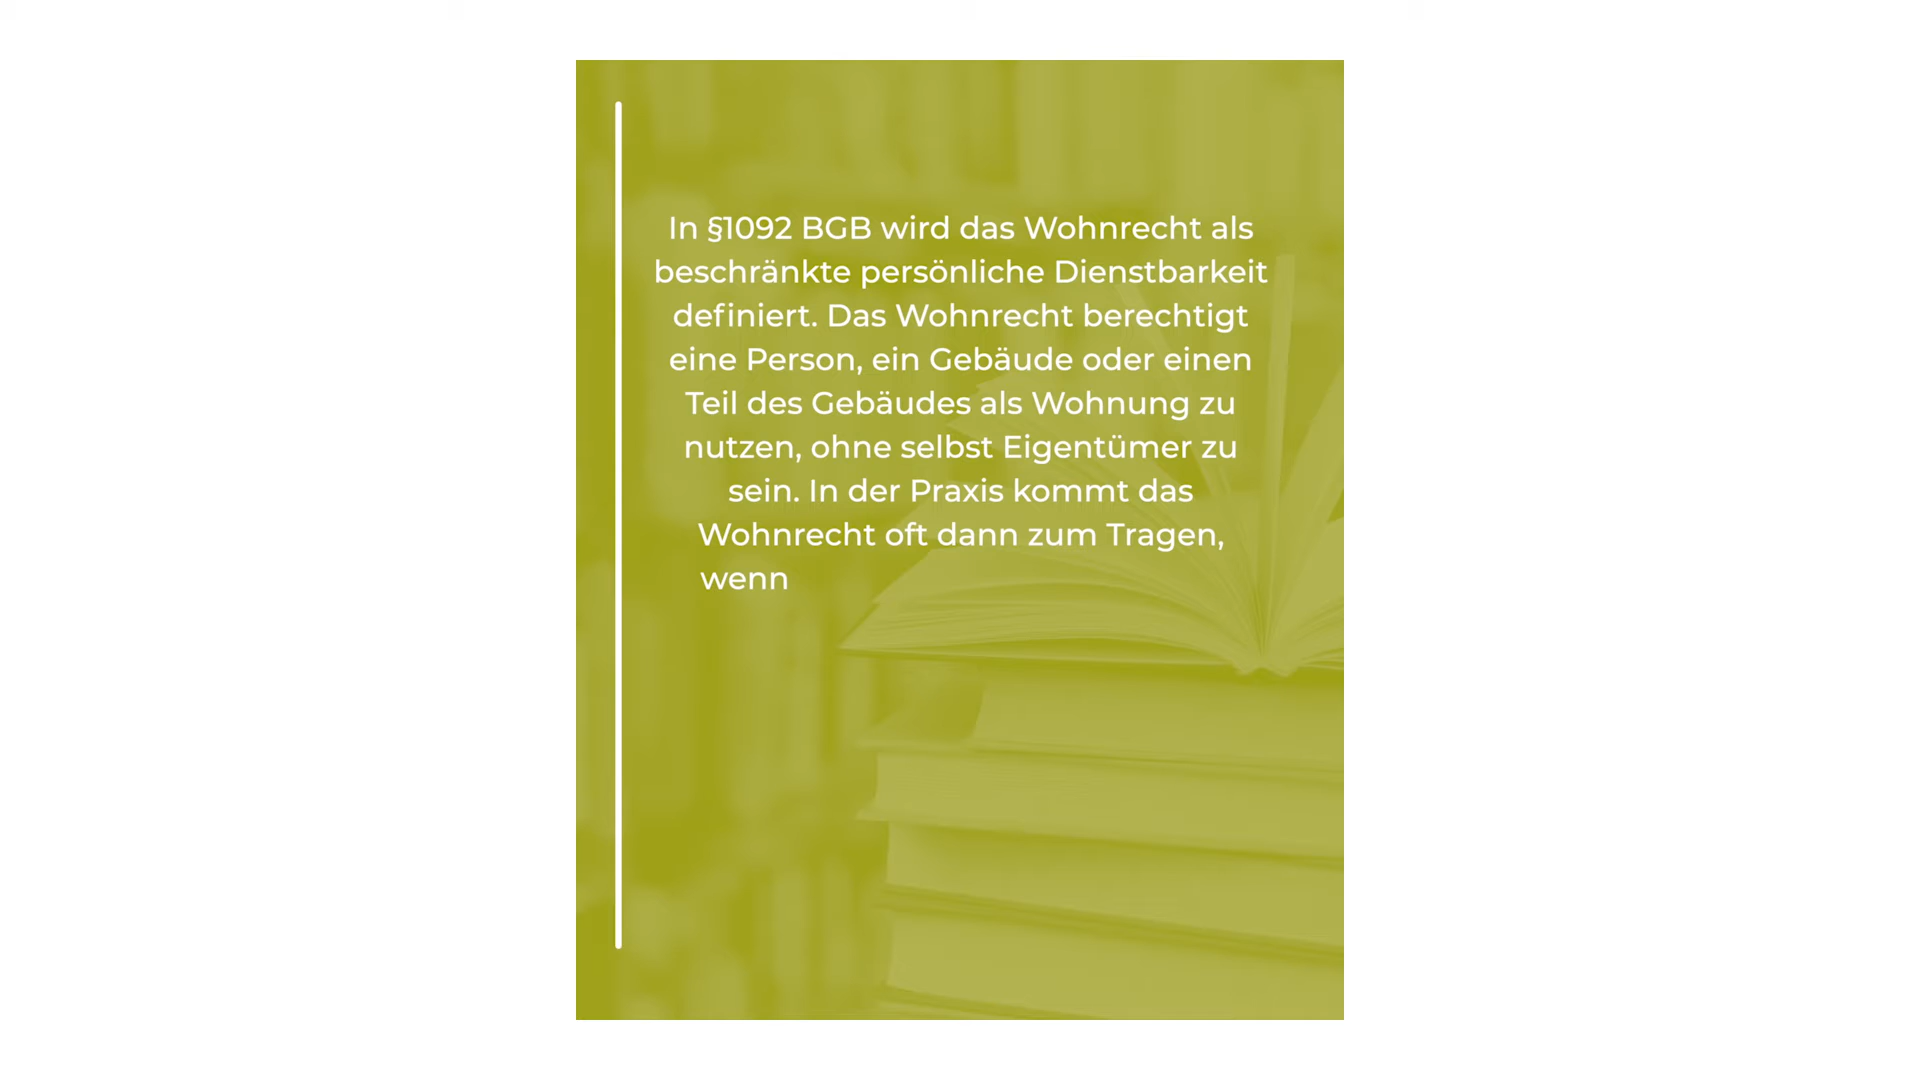 In §1092 BGB wird das Wohnrecht als
beschränkte persönliche Dienstbarkeit
definiert. Das Wohnrecht berechtigt
eine Person, ein Gebäude oder einen
Teil des Gebäudes als Wohnung zu
nutzen, ohne selbst Eigentümer zu
sein. In der Praxis kommt das
Wohnrecht oft dann zum Tragen,
wenn